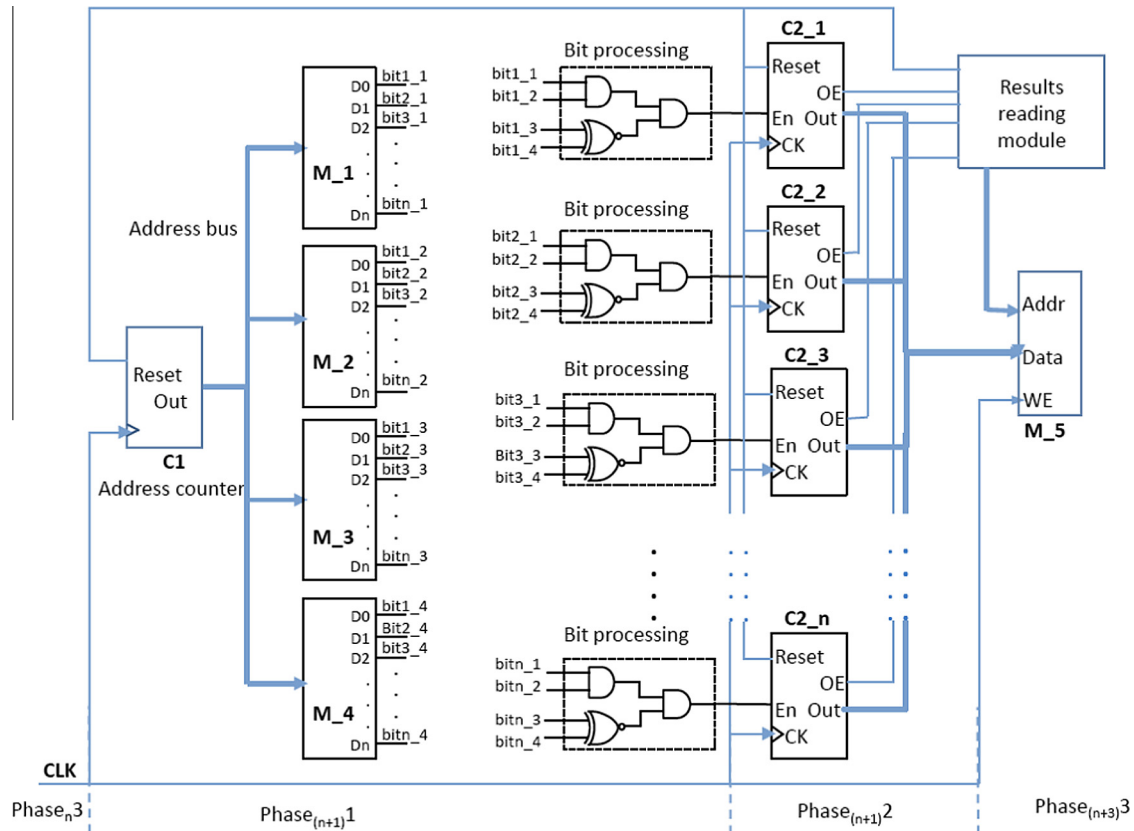 C2_1
Bit processing
bit1_1
bit1_2
bit1_3
bit1_4
Reset
OE
En Out
CK
Results
reading
module
bit1_1
D0
bit2_1
D1
bit3_1
D2
M_1
Dn
bitn_1
Address bus
C2_2
Bit processing
bit2_1
bit2_2
bit2_3
bit2_4
Reset
OE
En Out
CK
bit1_2
D0
bit2_2
D1
bit3_2
D2
M_2
Dn
bitn_2
Addr
Data
WE
M_5
C2_3
Bit processing
bit3_1
bit3_2
Bit3_3
bit3_4
Reset
OE
En Out
CK
Reset
Out
C1
Address counter
bit1_3
D0
bit2_3
D1
bit3_3
D2
M_3
Dn
bitn_3
bit1_4
D0
Bit2_4
D1
bit3_4
D2
M_4
Dn
bitn_4
C2_n
Bit processing
bitn_1
bitn_2
bitn_3
bitn_4
Reset
OE
En Out
CK
CLK
Phaseₙ3
Phase₍ₙ₊₁₎1
Phase₍ₙ₊₁₎2
Phase₍ₙ₊₃₎3